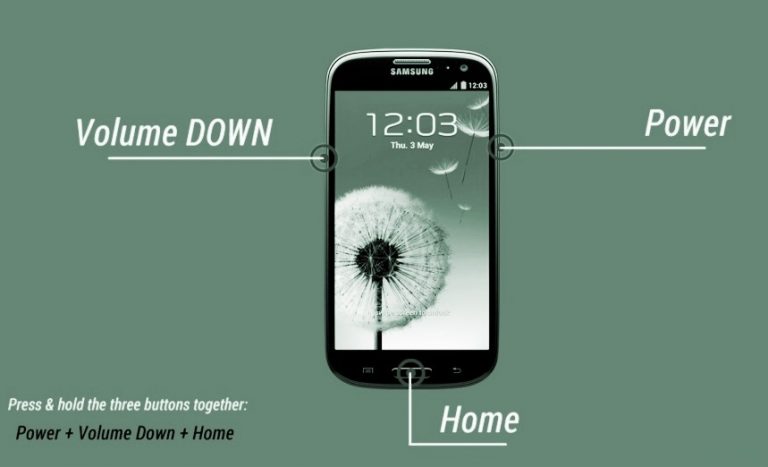 SAMSUNG
12:03
12:03
Thu. 3 May
Volume DOWN
Power
Home
Press & hold the three buttons together:
Power + Volume Down + Home